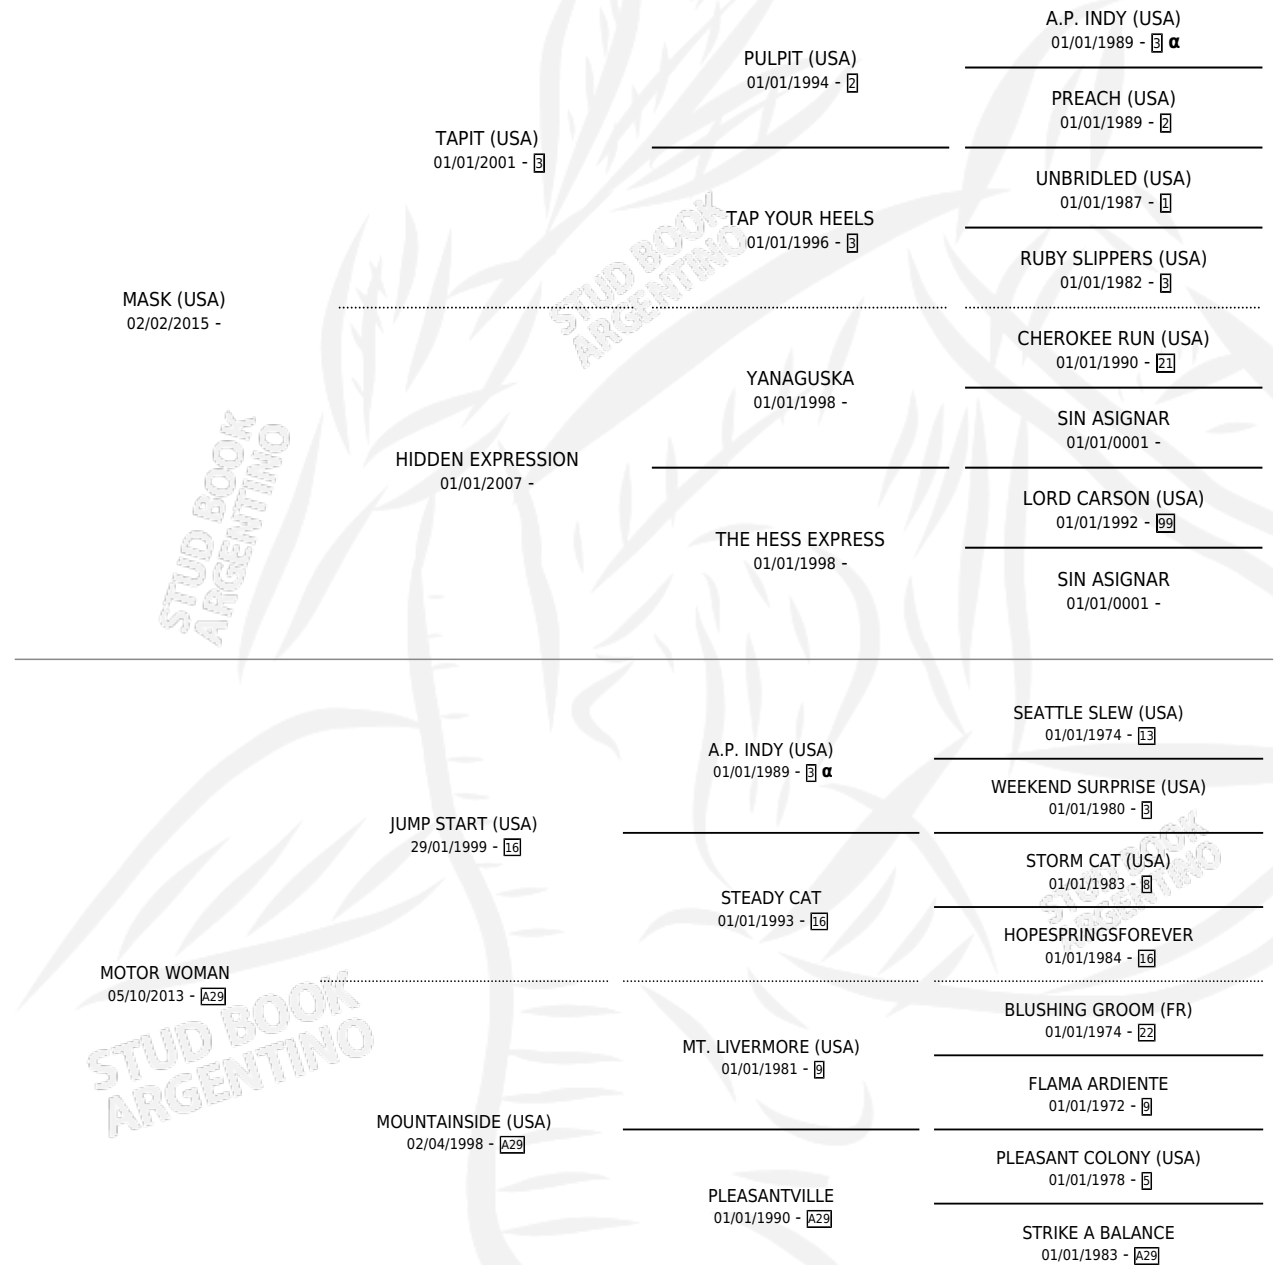 A.P. INDY (USA)
01/01/1989 - 3 α
PULPIT (USA)
01/01/1994 - 2
PREACH (USA)
01/01/1989 - 2
TAPIT (USA)
01/01/2001 - 3
UNBRIDLED (USA)
01/01/1987 - 1
TAP YOUR HEELS
01/01/1996 - 3
RUBY SLIPPERS (USA)
01/01/1982 - 3
MASK (USA)
02/02/2015 -
CHEROKEE RUN (USA)
01/01/1990 - 21
YANAGUSKA
01/01/1998 -
SIN ASIGNAR
01/01/0001 -
HIDDEN EXPRESSION
01/01/2007 -
LORD CARSON (USA)
01/01/1992 - 99
THE HESS EXPRESS
01/01/1998 -
SIN ASIGNAR
01/01/0001 -
STUD BOOK
ARGENTINO
STUD BOOK
ARGENTINO
SEATTLE SLEW (USA)
01/01/1974 - 13
A.P. INDY (USA)
01/01/1989 - 3 α
WEEKEND SURPRISE (USA)
01/01/1980 - 3
JUMP START (USA)
29/01/1999 - 16
STORM CAT (USA)
01/01/1983 - 8
STEADY CAT
01/01/1993 - 16
HOPESPRINGSFOREVER
01/01/1984 - 16
MOTOR WOMAN
05/10/2013 - A29
BLUSHING GROOM (FR)
01/01/1974 - 22
MT. LIVERMORE (USA)
01/01/1981 - 9
FLAMA ARDIENTE
01/01/1972 - 9
MOUNTAINSIDE (USA)
02/04/1998 - A29
PLEASANT COLONY (USA)
01/01/1978 - 5
PLEASANTVILLE
01/01/1990 - A29
STRIKE A BALANCE
01/01/1983 - A29
STUD BOOK
ARGENTINO
STUD BOOK
ARGENTINO